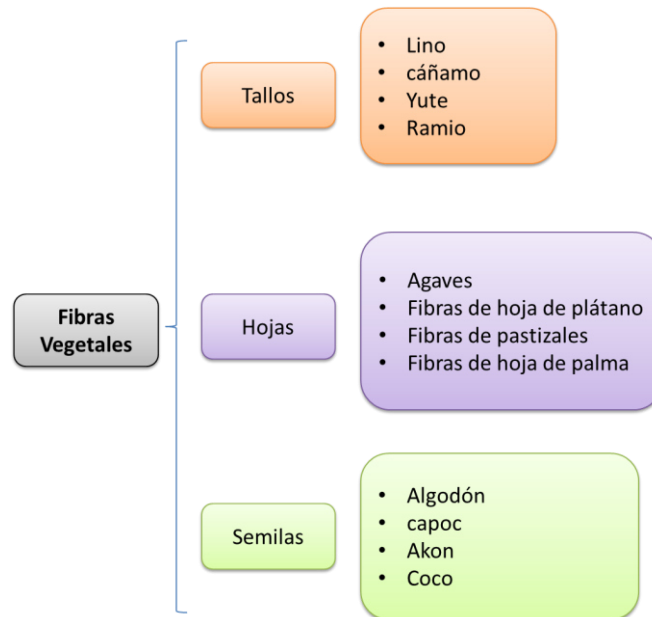 Fibras
Vegetales
Tallos
• Lino
• cáñamo
• Yute
• Ramio
Hojas
• Agaves
• Fibras de hoja de plátano
• Fibras de pastizales
• Fibras de hoja de palma
Semilas
• Algodón
• capoc
• Akon
• Coco